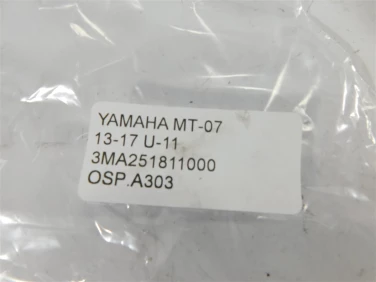 YAMAHA MT-07
13-17 U-11
3MA251811000
OSP.A303